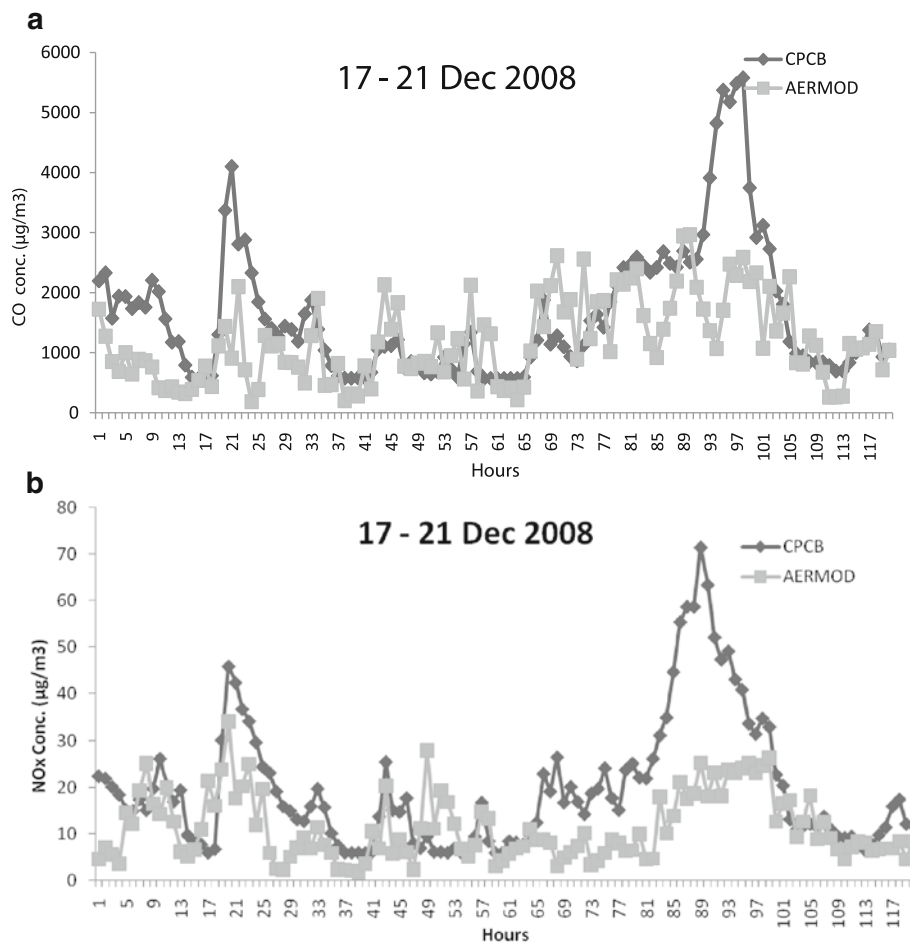 a
17 - 21 Dec 2008
CPCB
AERMOD
6000
5000
4000
3000
2000
1000
0
CO conc. (µg/m3)
1 5 9 13 17 21 25 29 33 37 41 45 49 53 57 61 65 69 73 77 81 85 89 93 97 101 105 109 113 117
Hours
b
17 - 21 Dec 2008
CPCB
AERMOD
80
70
60
50
40
30
20
10
0
NOx Conc. (µg/m3)
1 5 9 13 17 21 25 29 33 37 41 45 49 53 57 61 65 69 73 77 81 85 89 93 97 101 105 109 113 117
Hours